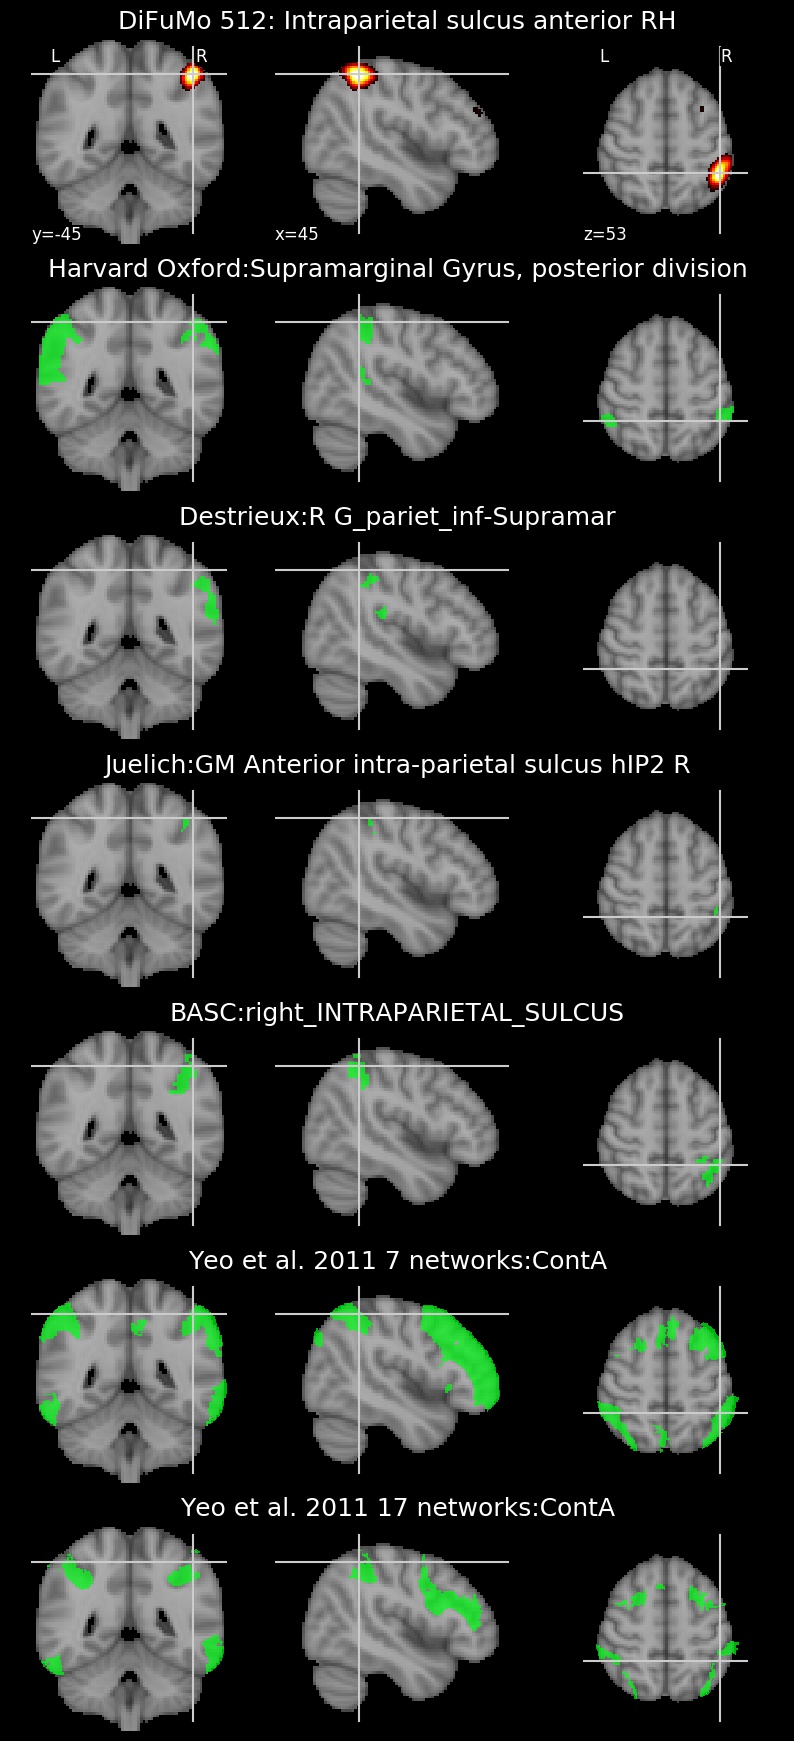 DiFuMo 512: Intraparietal sulcus anterior RH
L R L R
y=-45 x=45 z=53
Harvard Oxford:Supramarginal Gyrus, posterior division
Destrieux:R G_pariet_inf-Supramar
Juelich:GM Anterior intra-parietal sulcus hIP2 R
BASC:right_INTRAPARIETAL_SULCUS
Yeo et al. 2011 7 networks:ContA
Yeo et al. 2011 17 networks:ContA